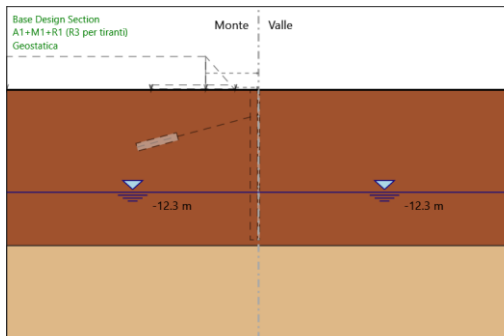 Base Design Section
A1+M1+R1 (R3 per tiranti)
Geostatica
Monte
Valle
-12.3 m
-12.3 m